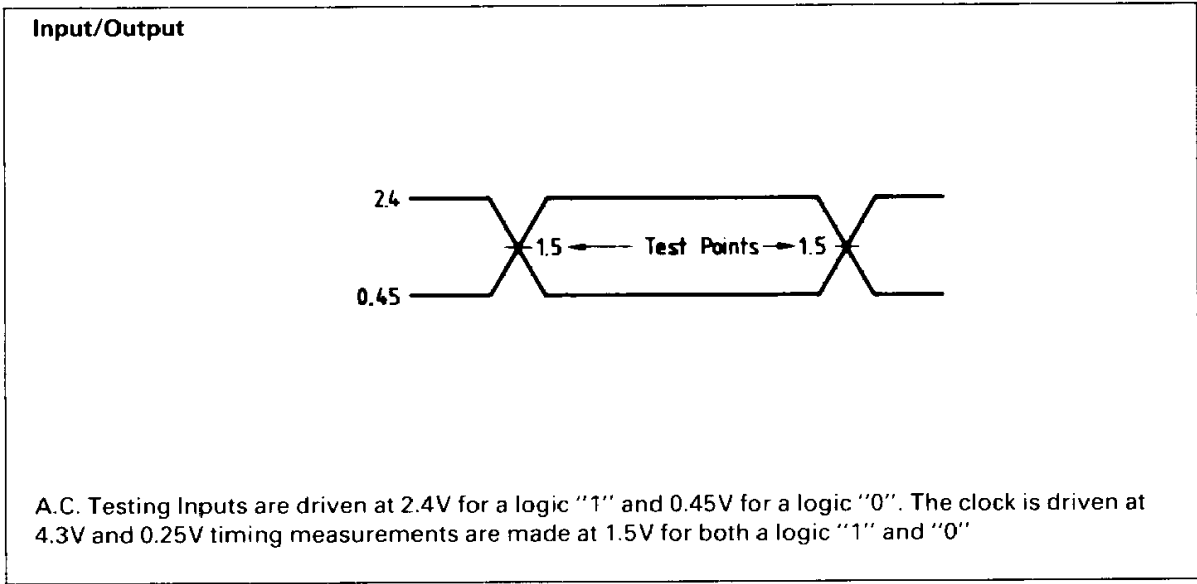 Input/Output
2.4
1.5 Test Points 1.5
0.45
A.C. Testing Inputs are driven at 2.4V for a logic "1" and 0.45V for a logic "0". The clock is driven at
4.3V and 0.25V timing measurements are made at 1.5V for both a logic "1" and "0"